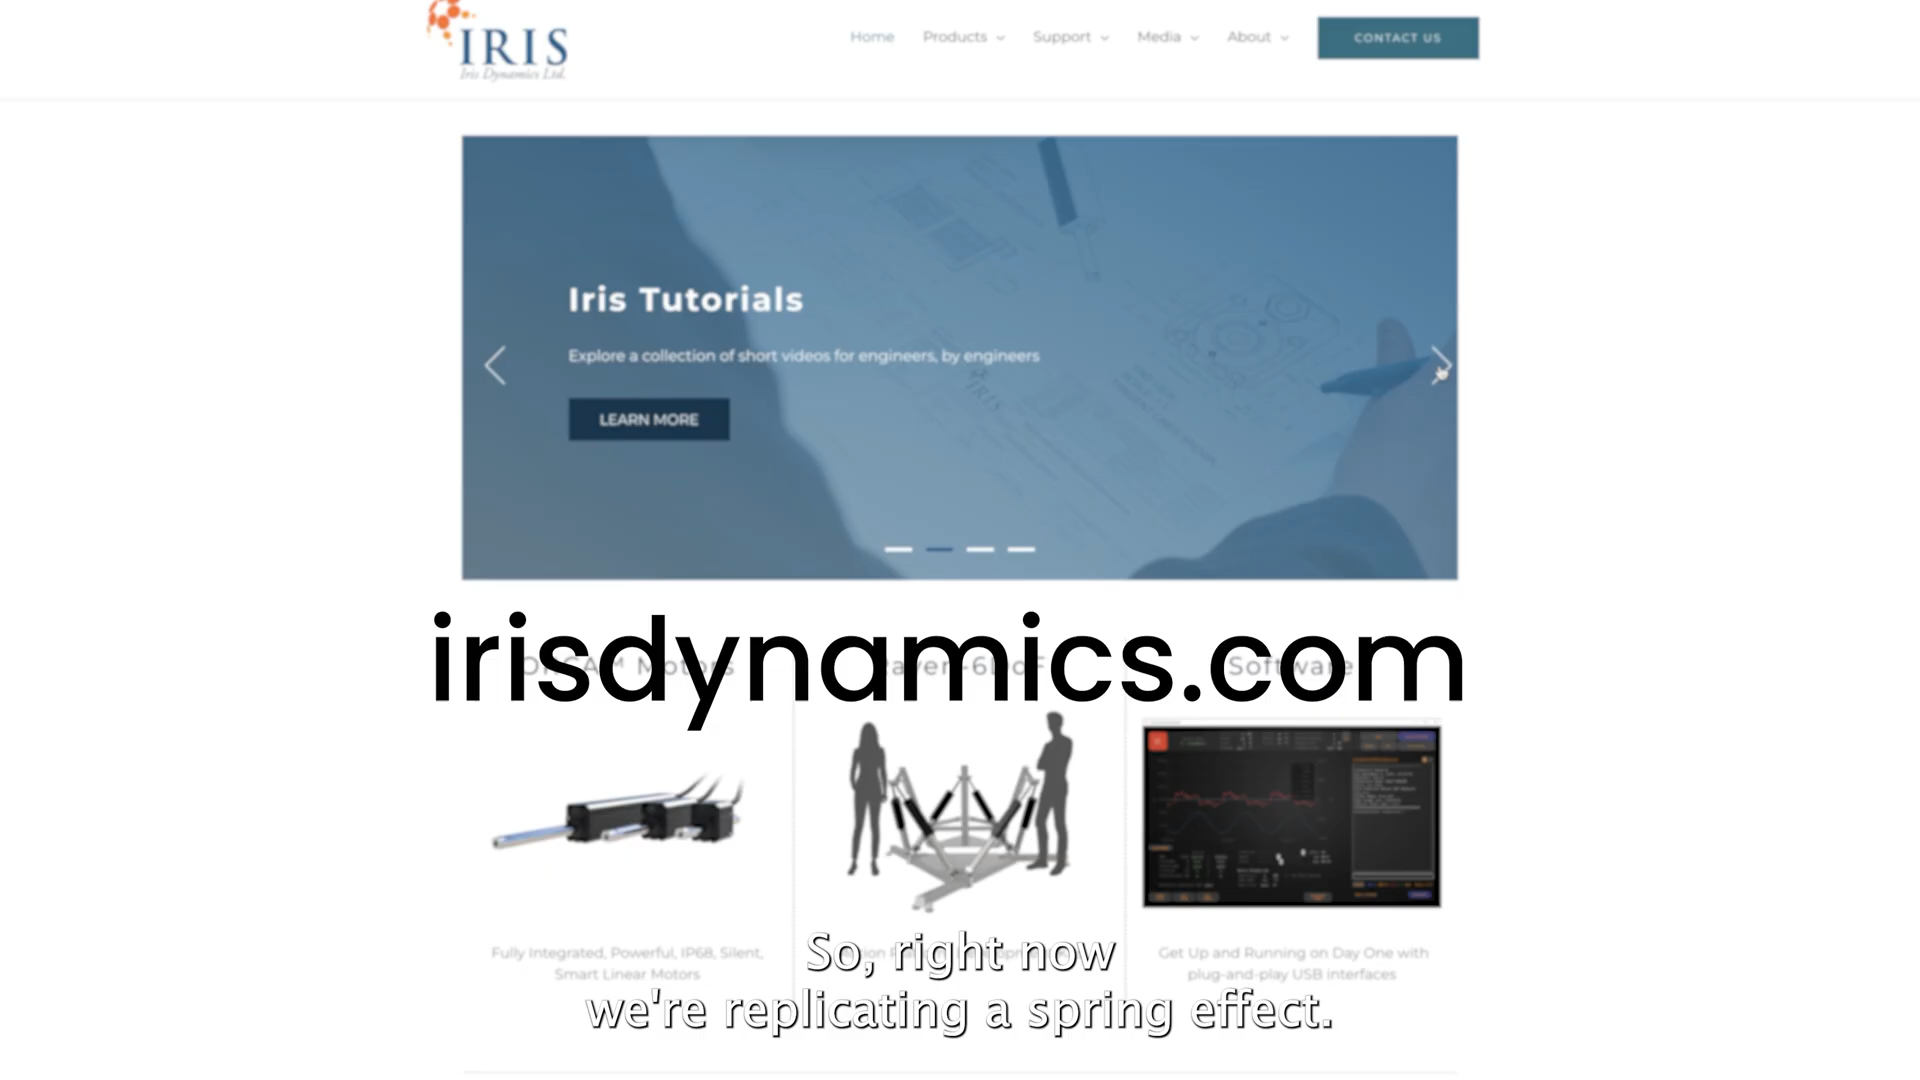 IRIS
Iris Dynamics Ltd.
Home
Products
Support
Media
About
CONTACT US
Iris Tutorials
Explore a collection of short videos for engineers, by engineers
LEARN MORE
irisdynamics.com
Motors
Software
Fully Integrated, Powerful, IP68, Silent,
Smart Linear Motors
Get Up and Running on Day One with
plug-and-play USB interfaces
So, right now
we're replicating a spring effect.